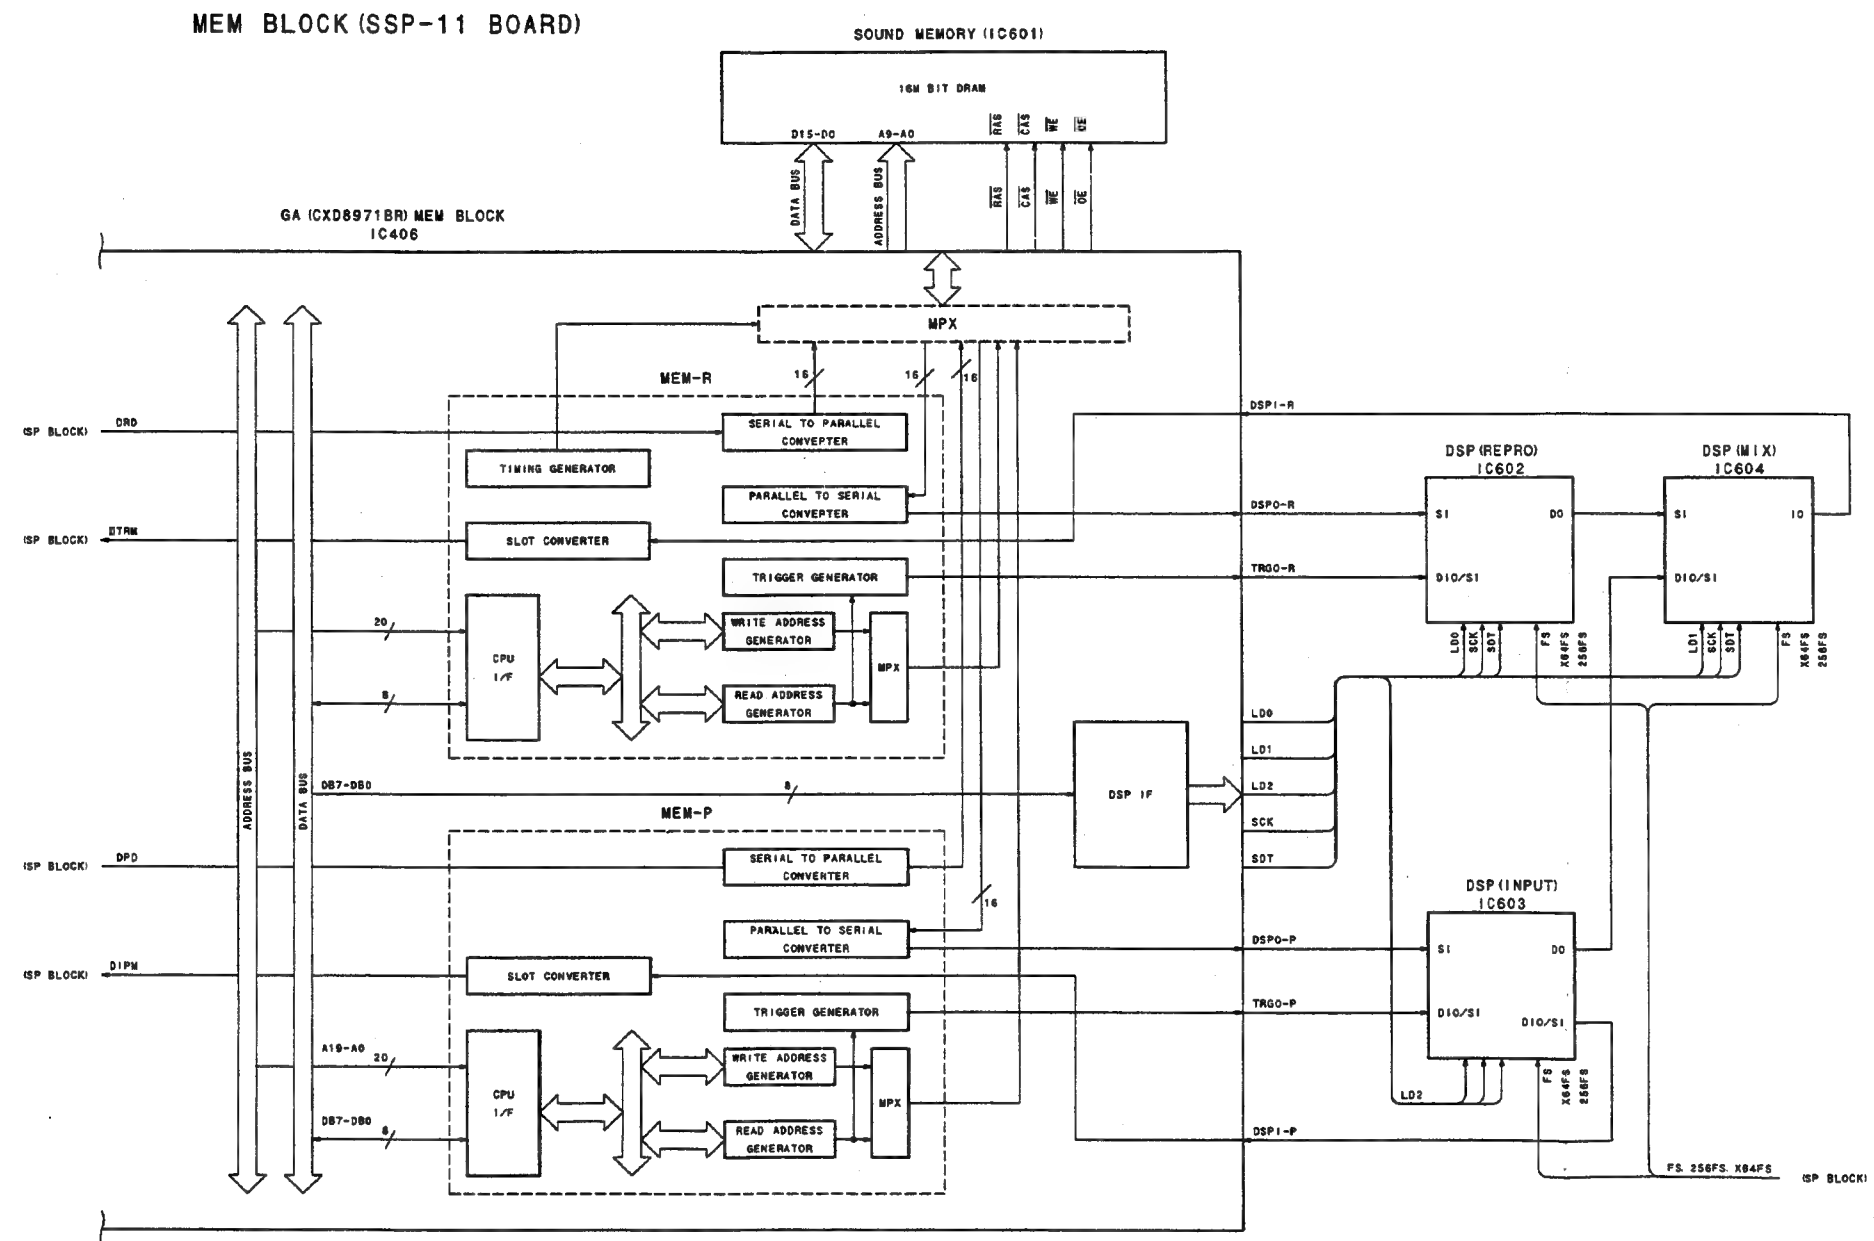 MEM BLOCK (SSP-11 BOARD)
SOUND MEMORY (IC601)
16M BIT DRAM
D15-D0
A9-A0
RAS
CAS
WE
OE
DATA BUS
ADDRESS BUS
RAS
CAS
WE
OE
GA (CXD8971BR) MEM BLOCK
IC406
MPX
16
16
16
MEM-R
(SP BLOCK)
DRD
SERIAL TO PARALLEL
CONVERTER
TIMING GENERATOR
PARALLEL TO SERIAL
CONVERTER
(SP BLOCK)
DTRM
SLOT CONVERTER
TRIGGER GENERATOR
20
CPU
I/F
WRITE ADDRESS
GENERATOR
MPX
8
READ ADDRESS
GENERATOR
DSPI-R
DSPO-R
TRGO-R
DSP (REPRO)
IC602
SI
DO
DIO/SI
LD0
SCK
SDT
FS
X64FS
256FS
DSP (MIX)
IC604
SI
IO
DIO/SI
LD1
SCK
SDT
FS
X64FS
256FS
ADDRESS BUS
DATA BUS
DB7-DB0
8
DSP IF
LD0
LD1
LD2
SCK
SDT
MEM-P
(SP BLOCK)
DPD
SERIAL TO PARALLEL
CONVERTER
16
PARALLEL TO SERIAL
CONVERTER
(SP BLOCK)
DIPM
SLOT CONVERTER
TRIGGER GENERATOR
A19-A0
20
CPU
I/F
WRITE ADDRESS
GENERATOR
MPX
DB7-DB0
8
READ ADDRESS
GENERATOR
DSPO-P
TRGO-P
DSPI-P
DSP (INPUT)
IC603
SI
DO
DIO/SI
DIO/SI
LD2
FS
X64FS
256FS
FS, 256FS, X64FS
(SP BLOCK)